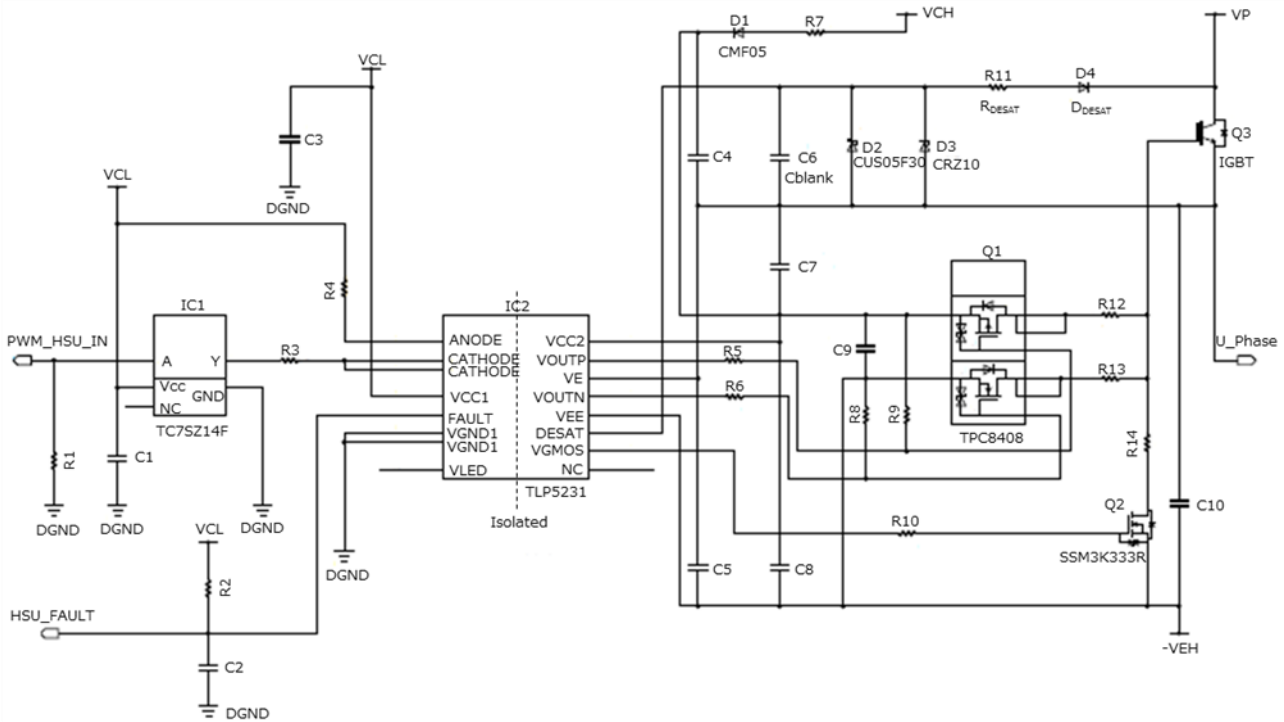 D1
R7
VCH
VP
CMF05
VCL
R11
D4
R_DESAT
D_DESAT
C3
C4
C6
Cblank
D2
CUS05F30
D3
CRZ10
Q3
IGBT
VCL
DGND
C7
Q1
R4
IC1
IC2
R12
PWM_HSU_IN
A
Y
R3
ANODE
CATHODE
CATHODE
VCC1
FAULT
VGND1
VGND1
VLED
VCC2
VOUTP
VE
VOUTN
VEE
DESAT
VGMOS
NC
R5
R6
C9
U_Phase
Vcc
GND
NC
R13
R8
R9
TC7SZ14F
TPC8408
R1
C1
R14
TLP5231
Isolated
Q2
C10
DGND
DGND
DGND
VCL
R10
SSM3K333R
DGND
C5
C8
R2
HSU_FAULT
-VEH
C2
DGND